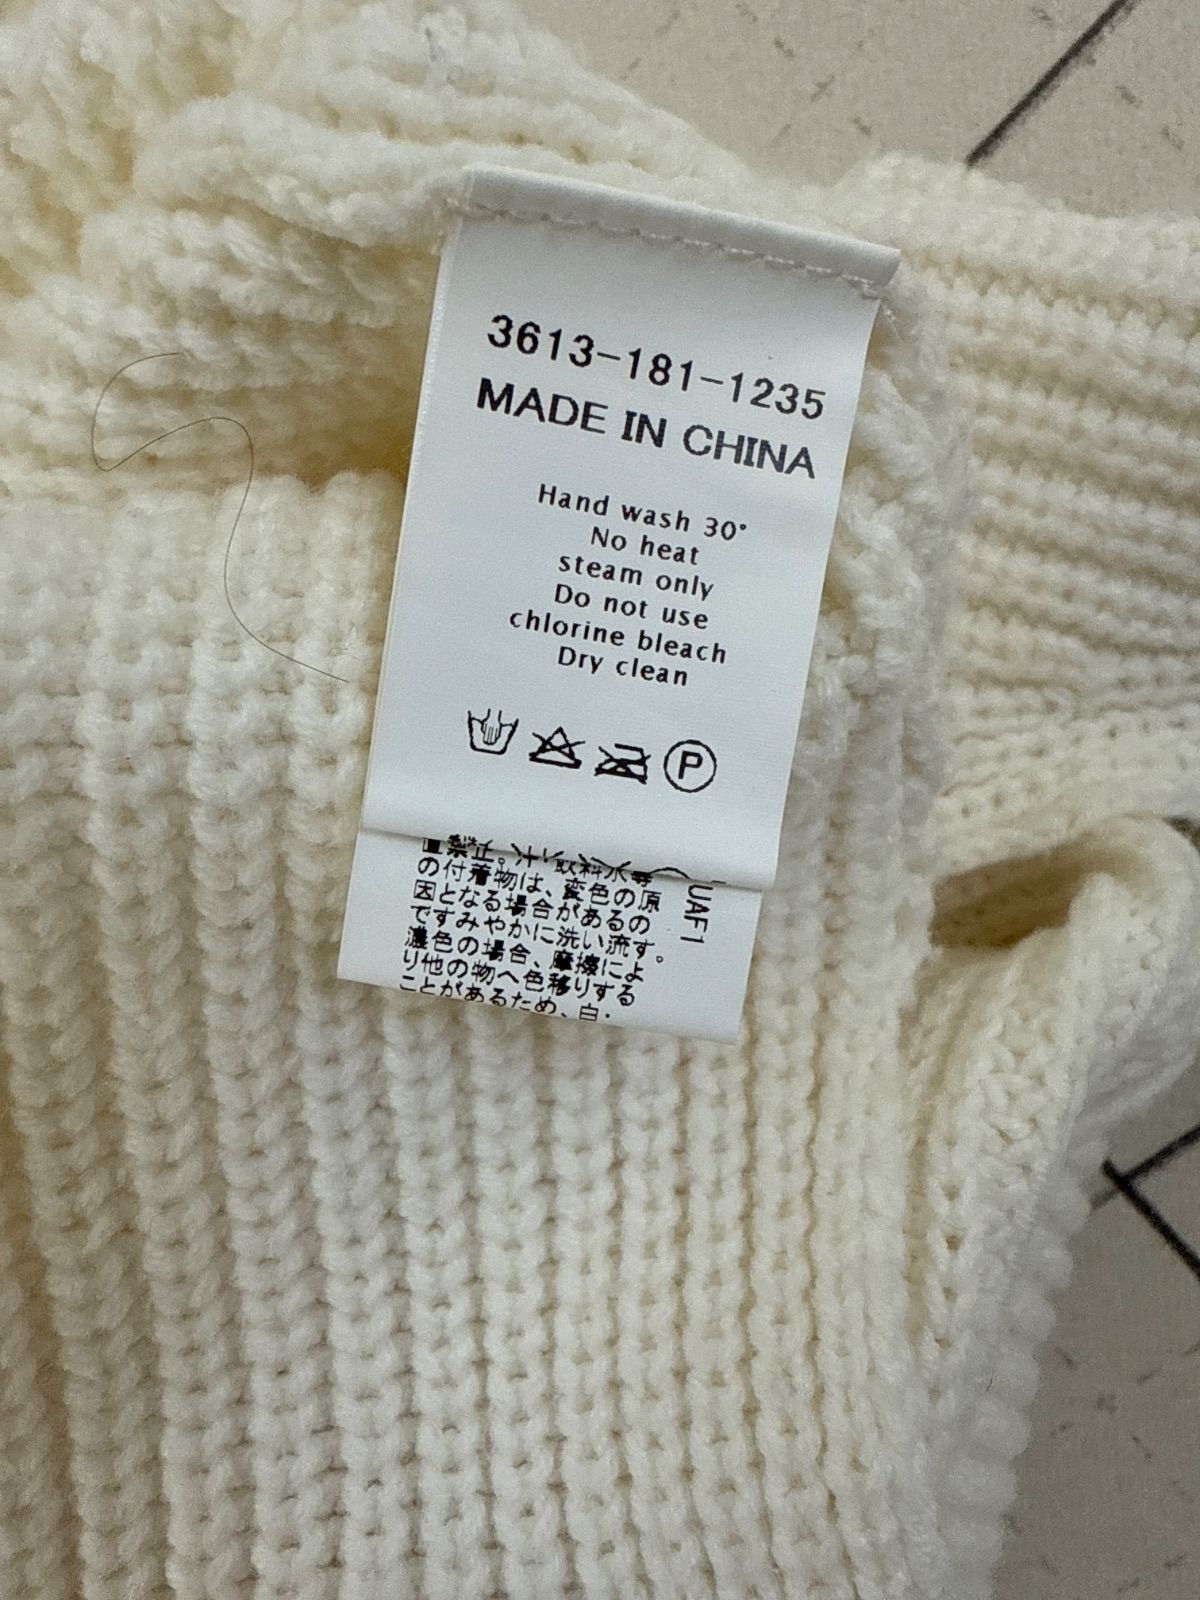 3613-181-1235
MADE IN CHINA
Hand wash 30°
No heat
steam only
Do not use
chlorine bleach
Dry clean
P
の付着物は、変色の原
因となる場合があるの
ですみやかに洗い流す。
濃色の場合、摩擦によ
り他の物へ色移りする
ことがあるため、白・
UAF1